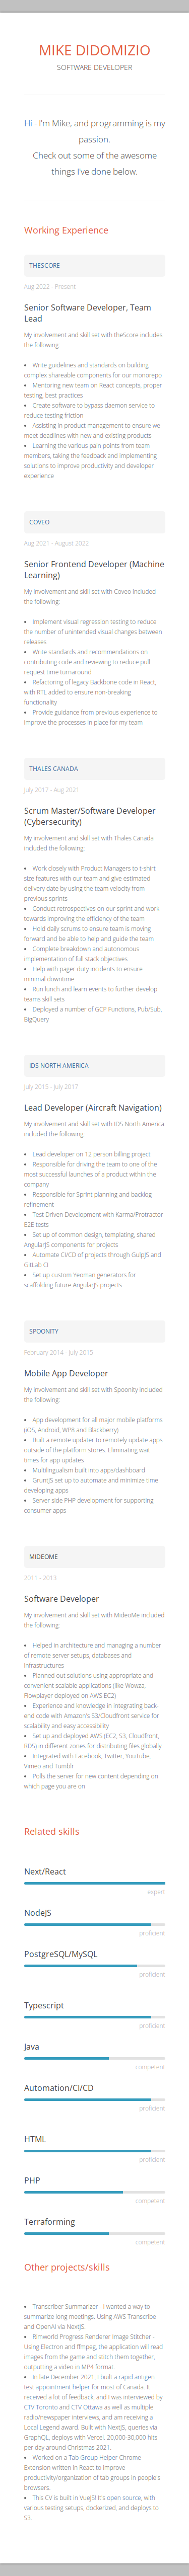 MIKE DIDOMIZIO
SOFTWARE DEVELOPER
Hi - I'm Mike, and programming is my
passion.
Check out some of the awesome
things I've done below.
Working Experience
THESCORE
Aug 2022 - Present
Senior Software Developer, Team
Lead
My involvement and skill set with theScore includes
the following:
• Write guidelines and standards on building
complex shareable components for our monorepo
• Mentoring new team on React concepts, proper
testing, best practices
• Create software to bypass daemon service to
reduce testing friction
• Assisting in product management to ensure we
meet deadlines with new and existing products
• Learning the various pain points from team
members, taking the feedback and implementing
solutions to improve productivity and developer
experience
COVEO
Aug 2021 - August 2022
Senior Frontend Developer (Machine
Learning)
My involvement and skill set with Coveo included
the following:
• Implement visual regression testing to reduce
the number of unintended visual changes between
releases
• Write standards and recommendations on
contributing code and reviewing to reduce pull
request time turnaround
• Refactoring of legacy Backbone code in React,
with RTL added to ensure non-breaking
functionality
• Provide guidance from previous experience to
improve the processes in place for my team
THALES CANADA
July 2017 - Aug 2021
Scrum Master/Software Developer
(Cybersecurity)
My involvement and skill set with Thales Canada
included the following:
• Work closely with Product Managers to t-shirt
size features with our team and give estimated
delivery date by using the team velocity from
previous sprints
• Conduct retrospectives on our sprint and work
towards improving the efficiency of the team
• Hold daily scrums to ensure team is moving
forward and be able to help and guide the team
• Complete breakdown and autonomous
implementation of full stack objectives
• Help with pager duty incidents to ensure
minimal downtime
• Run lunch and learn events to further develop
teams skill sets
• Deployed a number of GCP Functions, Pub/Sub,
BigQuery
IDS NORTH AMERICA
July 2015 - July 2017
Lead Developer (Aircraft Navigation)
My involvement and skill set with IDS North America
included the following:
• Lead developer on 12 person billing project
• Responsible for driving the team to one of the
most successful launches of a product within the
company
• Responsible for Sprint planning and backlog
refinement
• Test Driven Development with Karma/Protractor
E2E tests
• Set up of common design, templating, shared
AngularJS components for projects
• Automate CI/CD of projects through GulpJS and
GitLab CI
• Set up custom Yeoman generators for
scaffolding future AngularJS projects
SPOONITY
February 2014 - July 2015
Mobile App Developer
My involvement and skill set with Spoonity included
the following:
• App development for all major mobile platforms
(iOS, Android, WP8 and Blackberry)
• Built a remote updater to remotely update apps
outside of the platform stores. Eliminating wait
times for app updates
• Multilingualism built into apps/dashboard
• GruntJS set up to automate and minimize time
developing apps
• Server side PHP development for supporting
consumer apps
MIDEOME
2011 - 2013
Software Developer
My involvement and skill set with MideoMe included
the following:
• Helped in architecture and managing a number
of remote server setups, databases and
infrastructures
• Planned out solutions using appropriate and
convenient scalable applications (like Wowza,
Flowplayer deployed on AWS EC2)
• Experience and knowledge in integrating back-
end code with Amazon's S3/Cloudfront service for
scalability and easy accessibility
• Set up and deployed AWS (EC2, S3, Cloudfront,
RDS) in different zones for distributing files globally
• Integrated with Facebook, Twitter, YouTube,
Vimeo and Tumblr
• Polls the server for new content depending on
which page you are on
Related skills
Next/React
expert
NodeJS
proficient
PostgreSQL/MySQL
proficient
Typescript
proficient
Java
competent
Automation/CI/CD
proficient
HTML
proficient
PHP
competent
Terraforming
competent
Other projects/skills
• Transcriber Summarizer - I wanted a way to
summarize long meetings. Using AWS Transcribe
and OpenAI via NextJS.
• Rimworld Progress Renderer Image Stitcher -
Using Electron and ffmpeg, the application will read
images from the game and stitch them together,
outputting a video in MP4 format.
• In late December 2021, I built a rapid antigen
test appointment helper for most of Canada. It
received a lot of feedback, and I was interviewed by
CTV Toronto and CTV Ottawa as well as multiple
radio/newspaper interviews, and am receiving a
Local Legend award. Built with NextJS, queries via
GraphQL, deploys with Vercel. 20,000-30,000 hits
per day around Christmas 2021.
• Worked on a Tab Group Helper Chrome
Extension written in React to improve
productivity/organization of tab groups in people's
browsers.
• This CV is built in VueJS! It's open source, with
various testing setups, dockerized, and deploys to
S3.